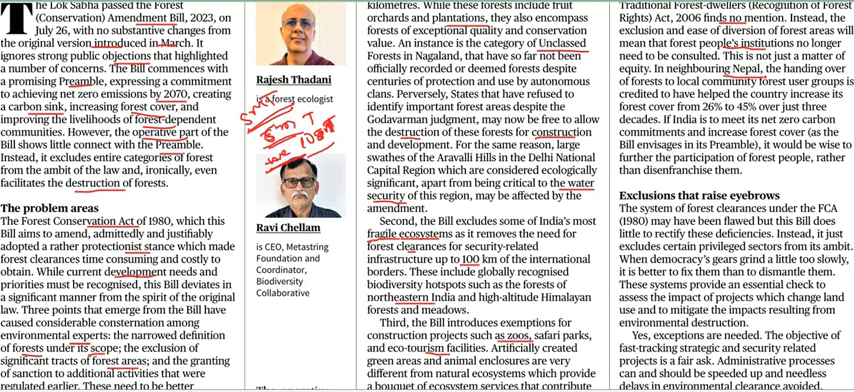 The Lok Sabha passed the Forest
(Conservation) Amendment Bill, 2023, on
July 26, with no substantive changes from
the original version introduced in March. It
ignores strong public objections that highlighted
a number of concerns. The Bill commences with
a promising Preamble, expressing a commitment
to achieving net zero emissions by 2070, creating
a carbon sink, increasing forest cover, and
improving the livelihoods of forest-dependent
communities. However, the operative part of the
Bill shows little connect with the Preamble.
Instead, it excludes entire categories of forest
from the ambit of the law and, ironically, even
facilitates the destruction of forests.
The problem areas
The Forest Conservation Act of 1980, which this
Bill aims to amend, admittedly and justifiably
adopted a rather protectionist stance which made
forest clearances time consuming and costly to
obtain. While current development needs and
priorities must be recognised, this Bill deviates in
a significant manner from the spirit of the original
law. Three points that emerge from the Bill have
caused considerable consternation among
environmental experts: the narrowed definition
of forests under its scope; the exclusion of
significant tracts of forest areas; and the granting
of sanction to additional activities that were
regulated earlier. These need to be better
Rajesh Thadani
is a forest ecologist
Ravi Chellam
is CEO, Metastring
Foundation and
Coordinator,
Biodiversity
Collaborative
kilometres. While these forests include fruit
orchards and plantations, they also encompass
forests of exceptional quality and conservation
value. An instance is the category of Unclassed
Forests in Nagaland, that have so far not been
officially recorded or deemed forests despite
centuries of protection and use by autonomous
clans. Perversely, States that have refused to
identify important forest areas despite the
Godavarman judgment, may now be free to allow
the destruction of these forests for construction
and development. For the same reason, large
swathes of the Aravalli Hills in the Delhi National
Capital Region which are considered ecologically
significant, apart from being critical to the water
security of this region, may be affected by the
amendment.
Second, the Bill excludes some of India's most
fragile ecosystems as it removes the need for
forest clearances for security-related
infrastructure up to 100 km of the international
borders. These include globally recognised
biodiversity hotspots such as the forests of
northeastern India and high-altitude Himalayan
forests and meadows.
Third, the Bill introduces exemptions for
construction projects such as zoos, safari parks,
and eco-tourism facilities. Artificially created
green areas and animal enclosures are very
different from natural ecosystems which provide
a bouquet of ecosystem services that contribute
Traditional Forest-dwellers (Recognition of Forest
Rights) Act, 2006 finds no mention. Instead, the
exclusion and ease of diversion of forest areas will
mean that forest people's institutions no longer
need to be consulted. This is not just a matter of
equity. In neighbouring Nepal, the handing over
of forests to local community forest user groups is
credited to have helped the country increase its
forest cover from 26% to 45% over just three
decades. If India is to meet its net zero carbon
commitments and increase forest cover (as the
Bill envisages in its Preamble), it would be wise to
further the participation of forest people, rather
than disenfranchise them.
Exclusions that raise eyebrows
The system of forest clearances under the FCA
(1980) may have been flawed but this Bill does
little to rectify these deficiencies. Instead, it just
excludes certain privileged sectors from its ambit.
When democracy's gears grind a little too slowly,
it is better to fix them than to dismantle them.
These systems provide an essential check to
assess the impact of projects which change land
use and to mitigate the impacts resulting from
environmental destruction.
Yes, exceptions are needed. The objective of
fast-tracking strategic and security related
projects is a fair ask. Administrative processes
can and should be speeded up and needless
delays in environmental clearance avoided.